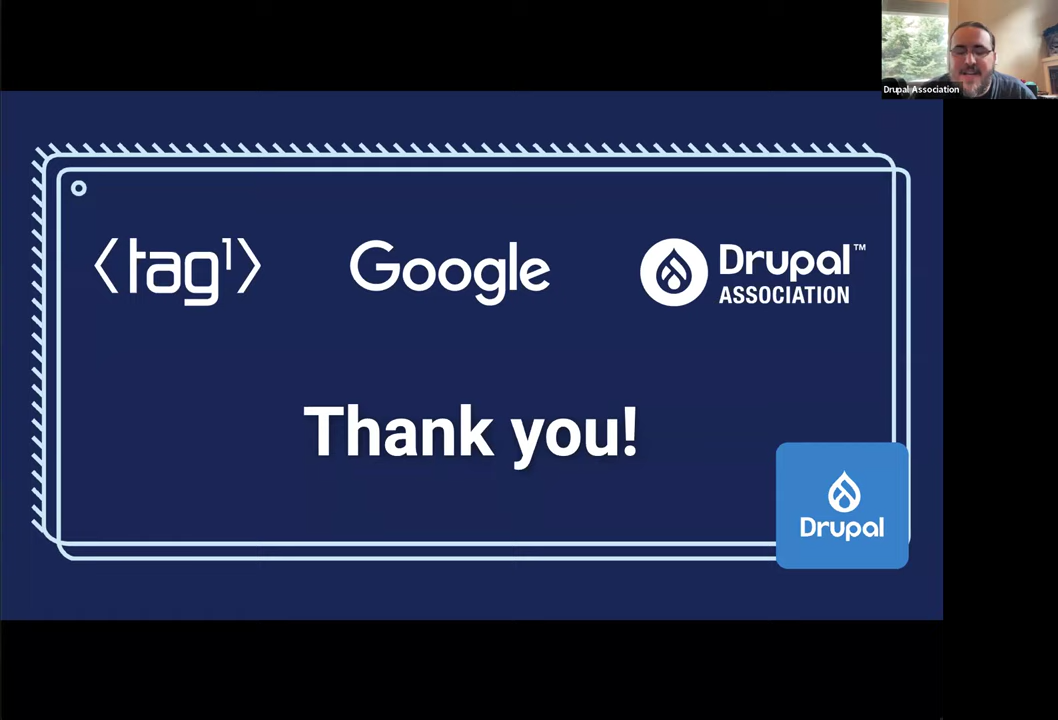 Drupal Association
<tag1>
Google
Drupal™
ASSOCIATION
Thank you!
Drupal